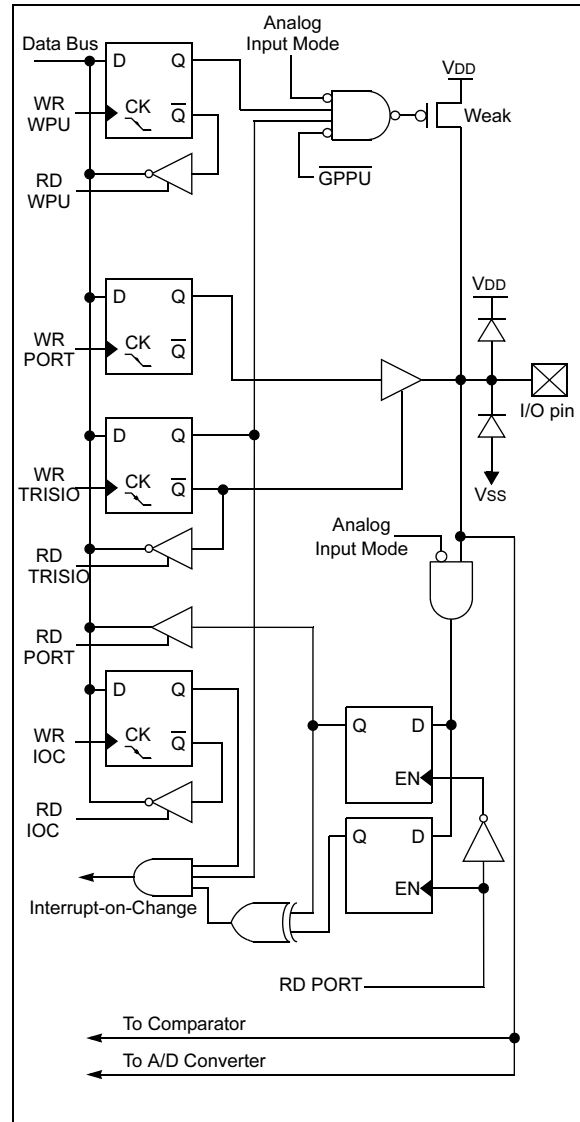 Analog
Input Mode
Data Bus
D Q
VDD
WR
WPU
CK
Q
Weak
RD
WPU
GPPU
D Q
VDD
WR
PORT
CK
Q
I/O pin
D Q
WR
TRISIO
CK
Q
VSS
Analog
Input Mode
RD
TRISIO
RD
PORT
D Q
Q D
WR
IOC
CK
Q
EN
RD
IOC
Q D
EN
Interrupt-on-Change
RD PORT
To Comparator
To A/D Converter